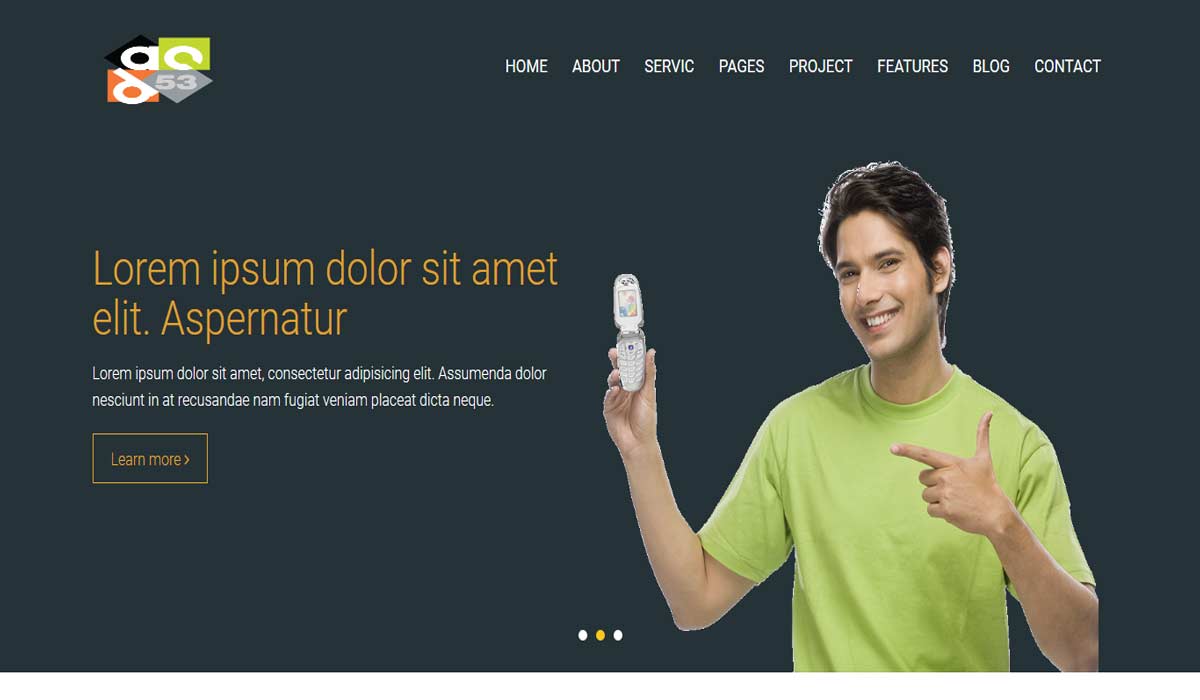 53
HOME ABOUT SERVIC PAGES PROJECT FEATURES BLOG CONTACT
Lorem ipsum dolor sit amet
elit. Aspernatur
Lorem ipsum dolor sit amet, consectetur adipisicing elit. Assumenda dolor
nesciunt in at recusandae nam fugiat veniam placeat dicta neque.
Learn more >